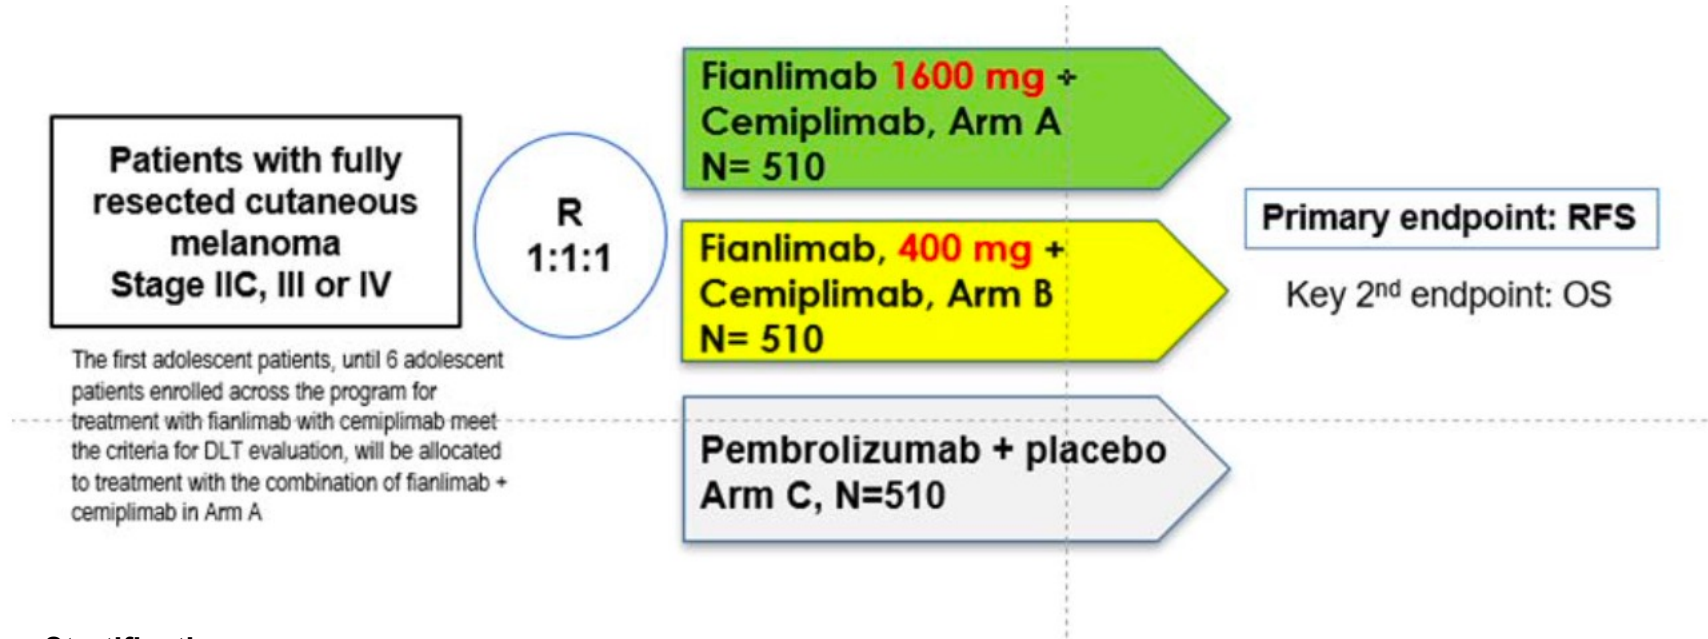 Patients with fully
resected cutaneous
melanoma
Stage IIC, III or IV
The first adolescent patients, until 6 adolescent
patients enrolled across the program for
treatment with fianlimab with cemiplimab meet
the criteria for DLT evaluation, will be allocated
to treatment with the combination of fianlimab +
cemiplimab in Arm A
R
1:1:1
Fianlimab 1600 mg +
Cemiplimab, Arm A
N= 510
Fianlimab, 400 mg +
Cemiplimab, Arm B
N= 510
Pembrolizumab + placebo
Arm C, N=510
Primary endpoint: RFS
Key 2nd endpoint: OS